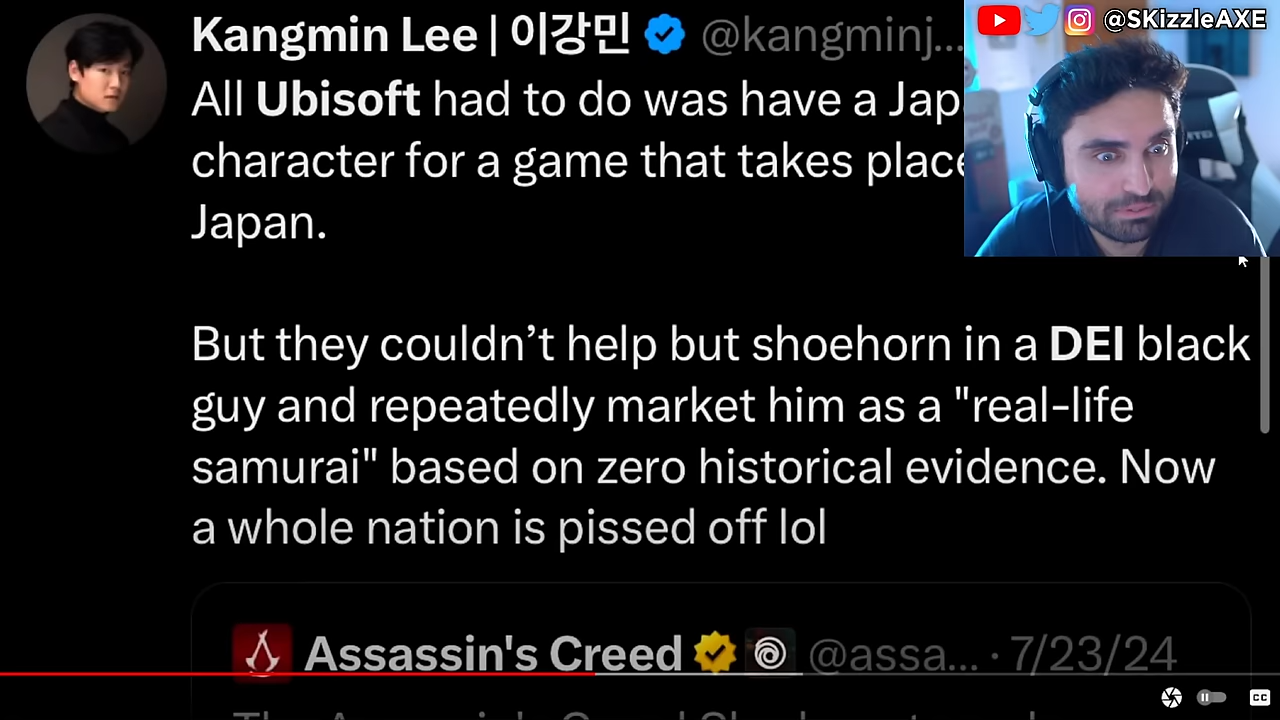 Kangmin Lee | 이강민 @kangminj...
@SKizzleAXE
All Ubisoft had to do was have a Jap
character for a game that takes place
Japan.
But they couldn't help but shoehorn in a DEI black
guy and repeatedly market him as a "real-life
samurai" based on zero historical evidence. Now
a whole nation is pissed off lol
Assassin's Creed @assa... · 7/23/24
CC